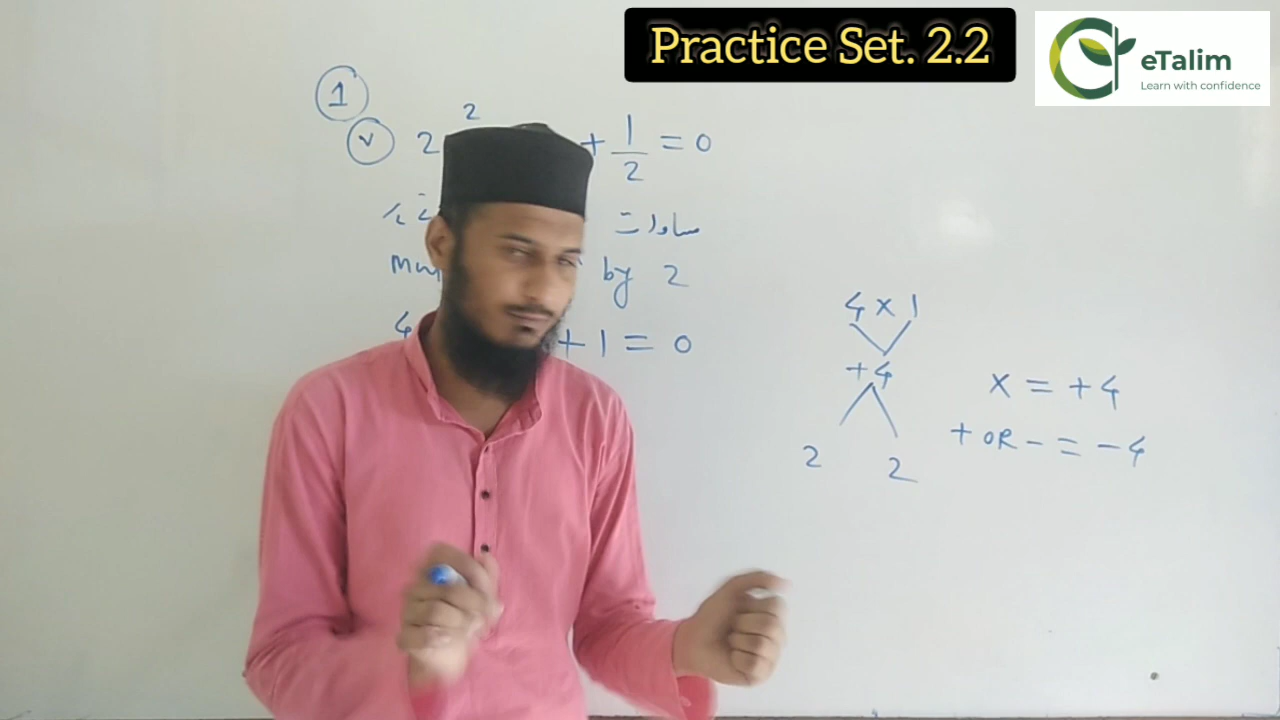 Practice Set. 2.2
eTalim
Learn with confidence
1
v 2 2 + 1/2 = 0
مساوات
by 2
4 + 1 = 0
4 x 1
+4
2 2
x = +4
+ OR - = -4